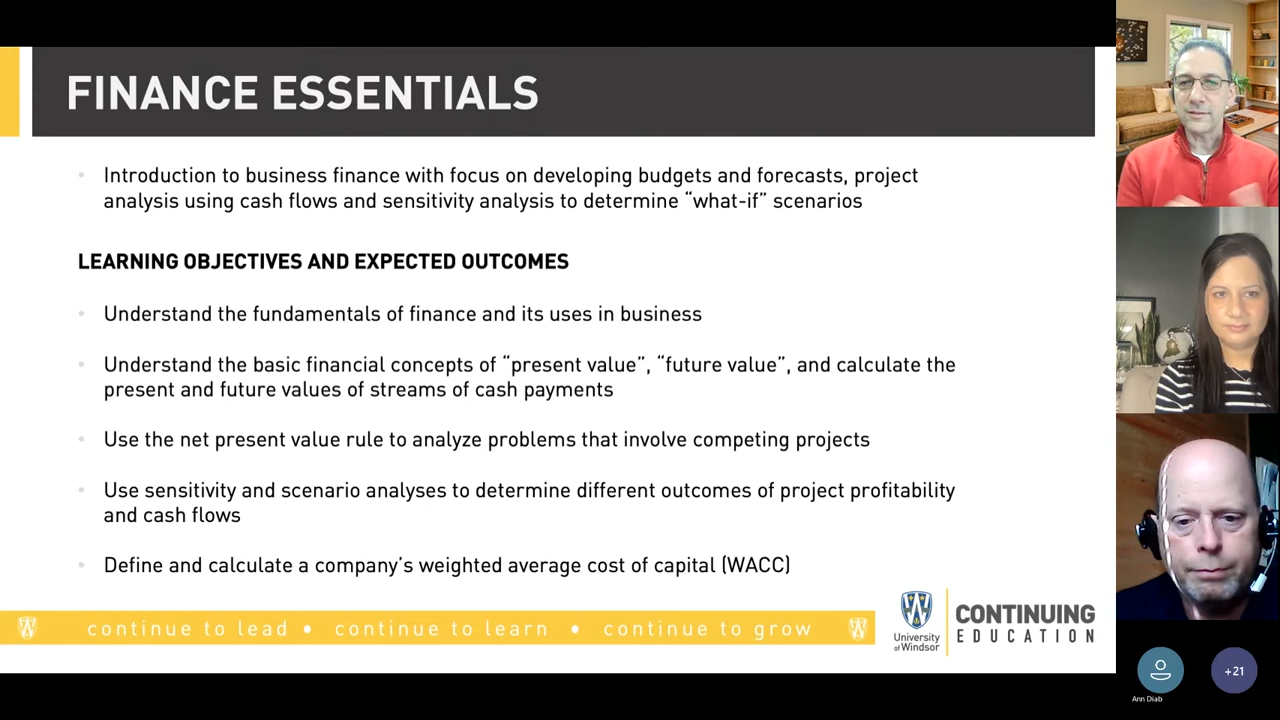 FINANCE ESSENTIALS
Introduction to business finance with focus on developing budgets and forecasts, project
analysis using cash flows and sensitivity analysis to determine “what-if” scenarios
LEARNING OBJECTIVES AND EXPECTED OUTCOMES
Understand the fundamentals of finance and its uses in business
Understand the basic financial concepts of “present value”, “future value”, and calculate the
present and future values of streams of cash payments
Use the net present value rule to analyze problems that involve competing projects
Use sensitivity and scenario analyses to determine different outcomes of project profitability
and cash flows
Define and calculate a company’s weighted average cost of capital (WACC)
continue to lead • continue to learn • continue to grow
University
of Windsor
CONTINUING
EDUCATION
+21
Ann Diab